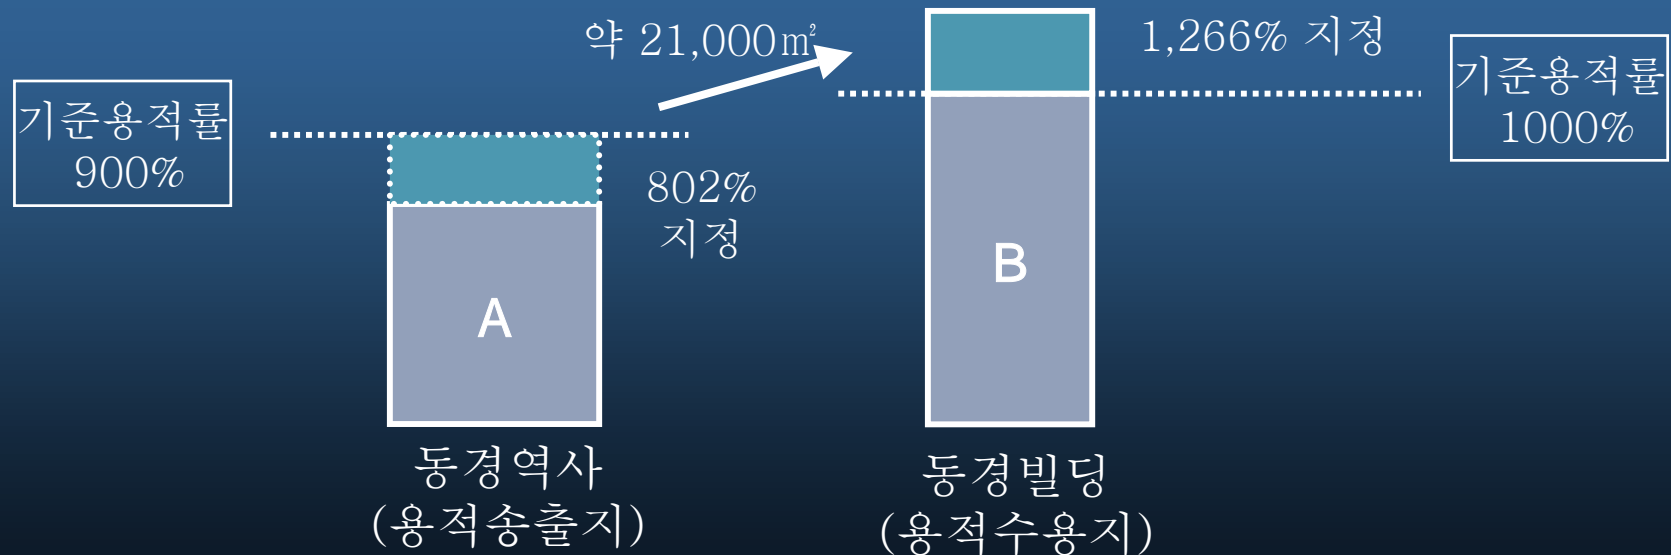 약 21,000㎡
1,266% 지정
기준용적률
900%
기준용적률
1000%
802%
지정
A
B
동경역사
(용적송출지)
동경빌딩
(용적수용지)